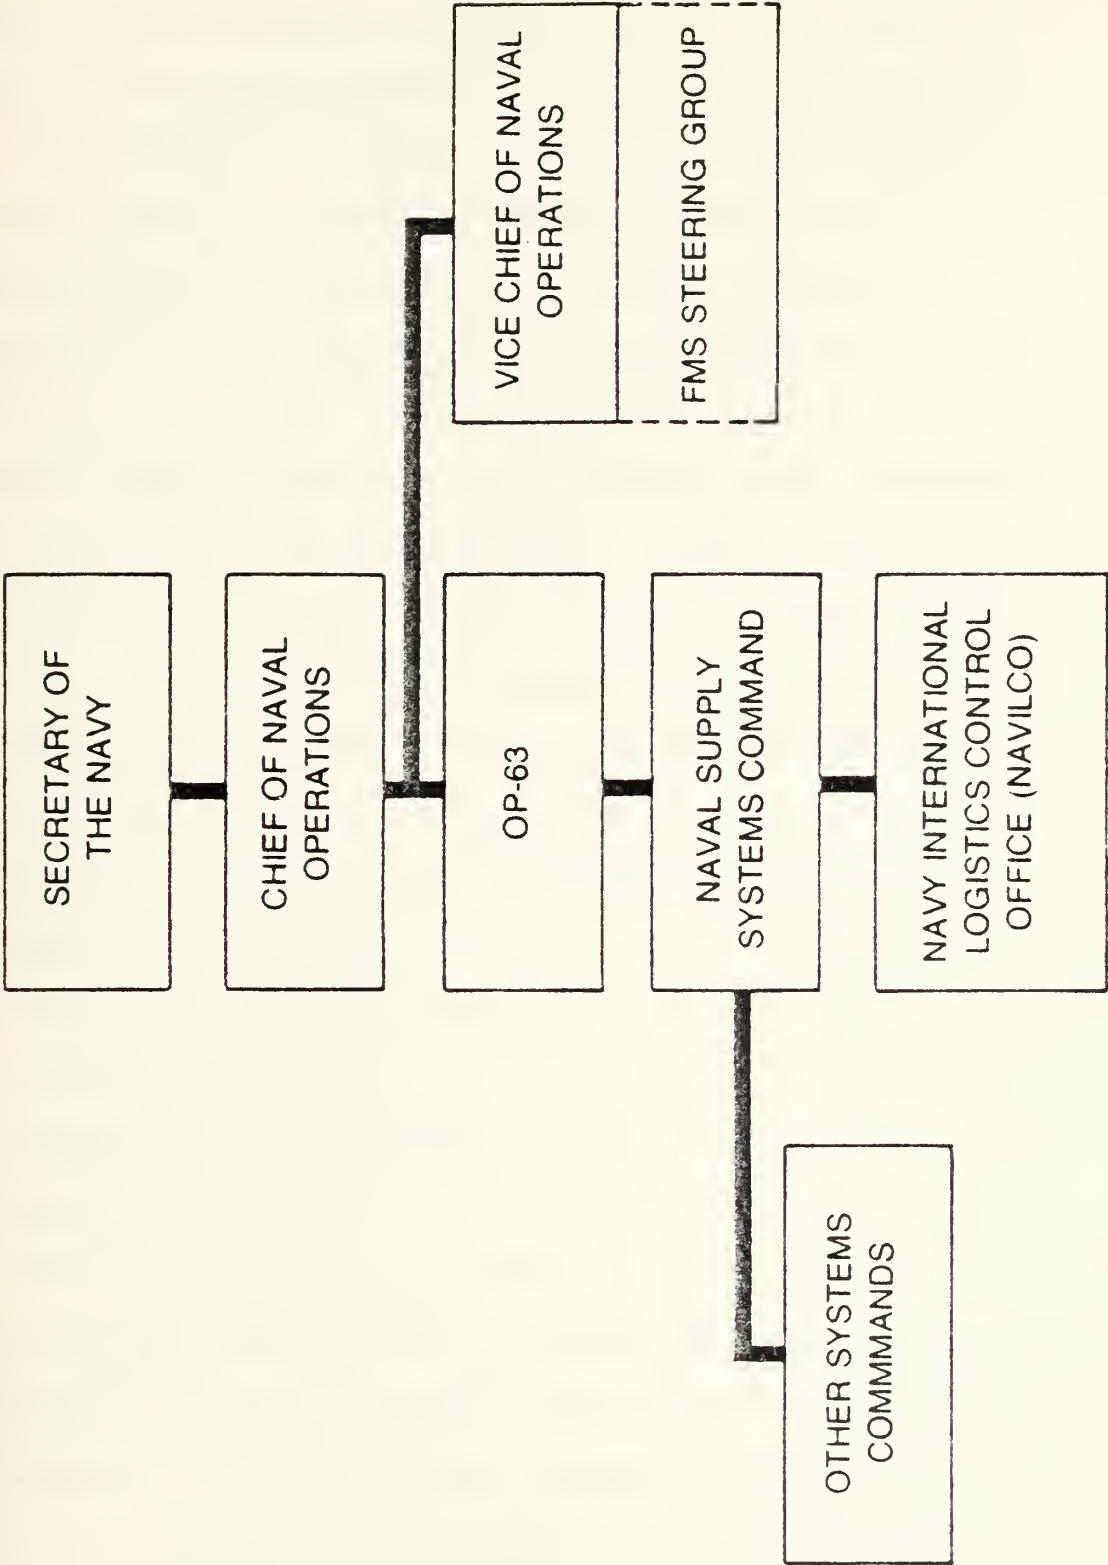 SECRETARY OF
THE NAVY
CHIEF OF NAVAL
OPERATIONS
VICE CHIEF OF NAVAL
OPERATIONS
FMS STEERING GROUP
OP-63
NAVAL SUPPLY
SYSTEMS COMMAND
OTHER SYSTEMS
COMMMANDS
NAVY INTERNATIONAL
LOGISTICS CONTROL
OFFICE (NAVILCO)